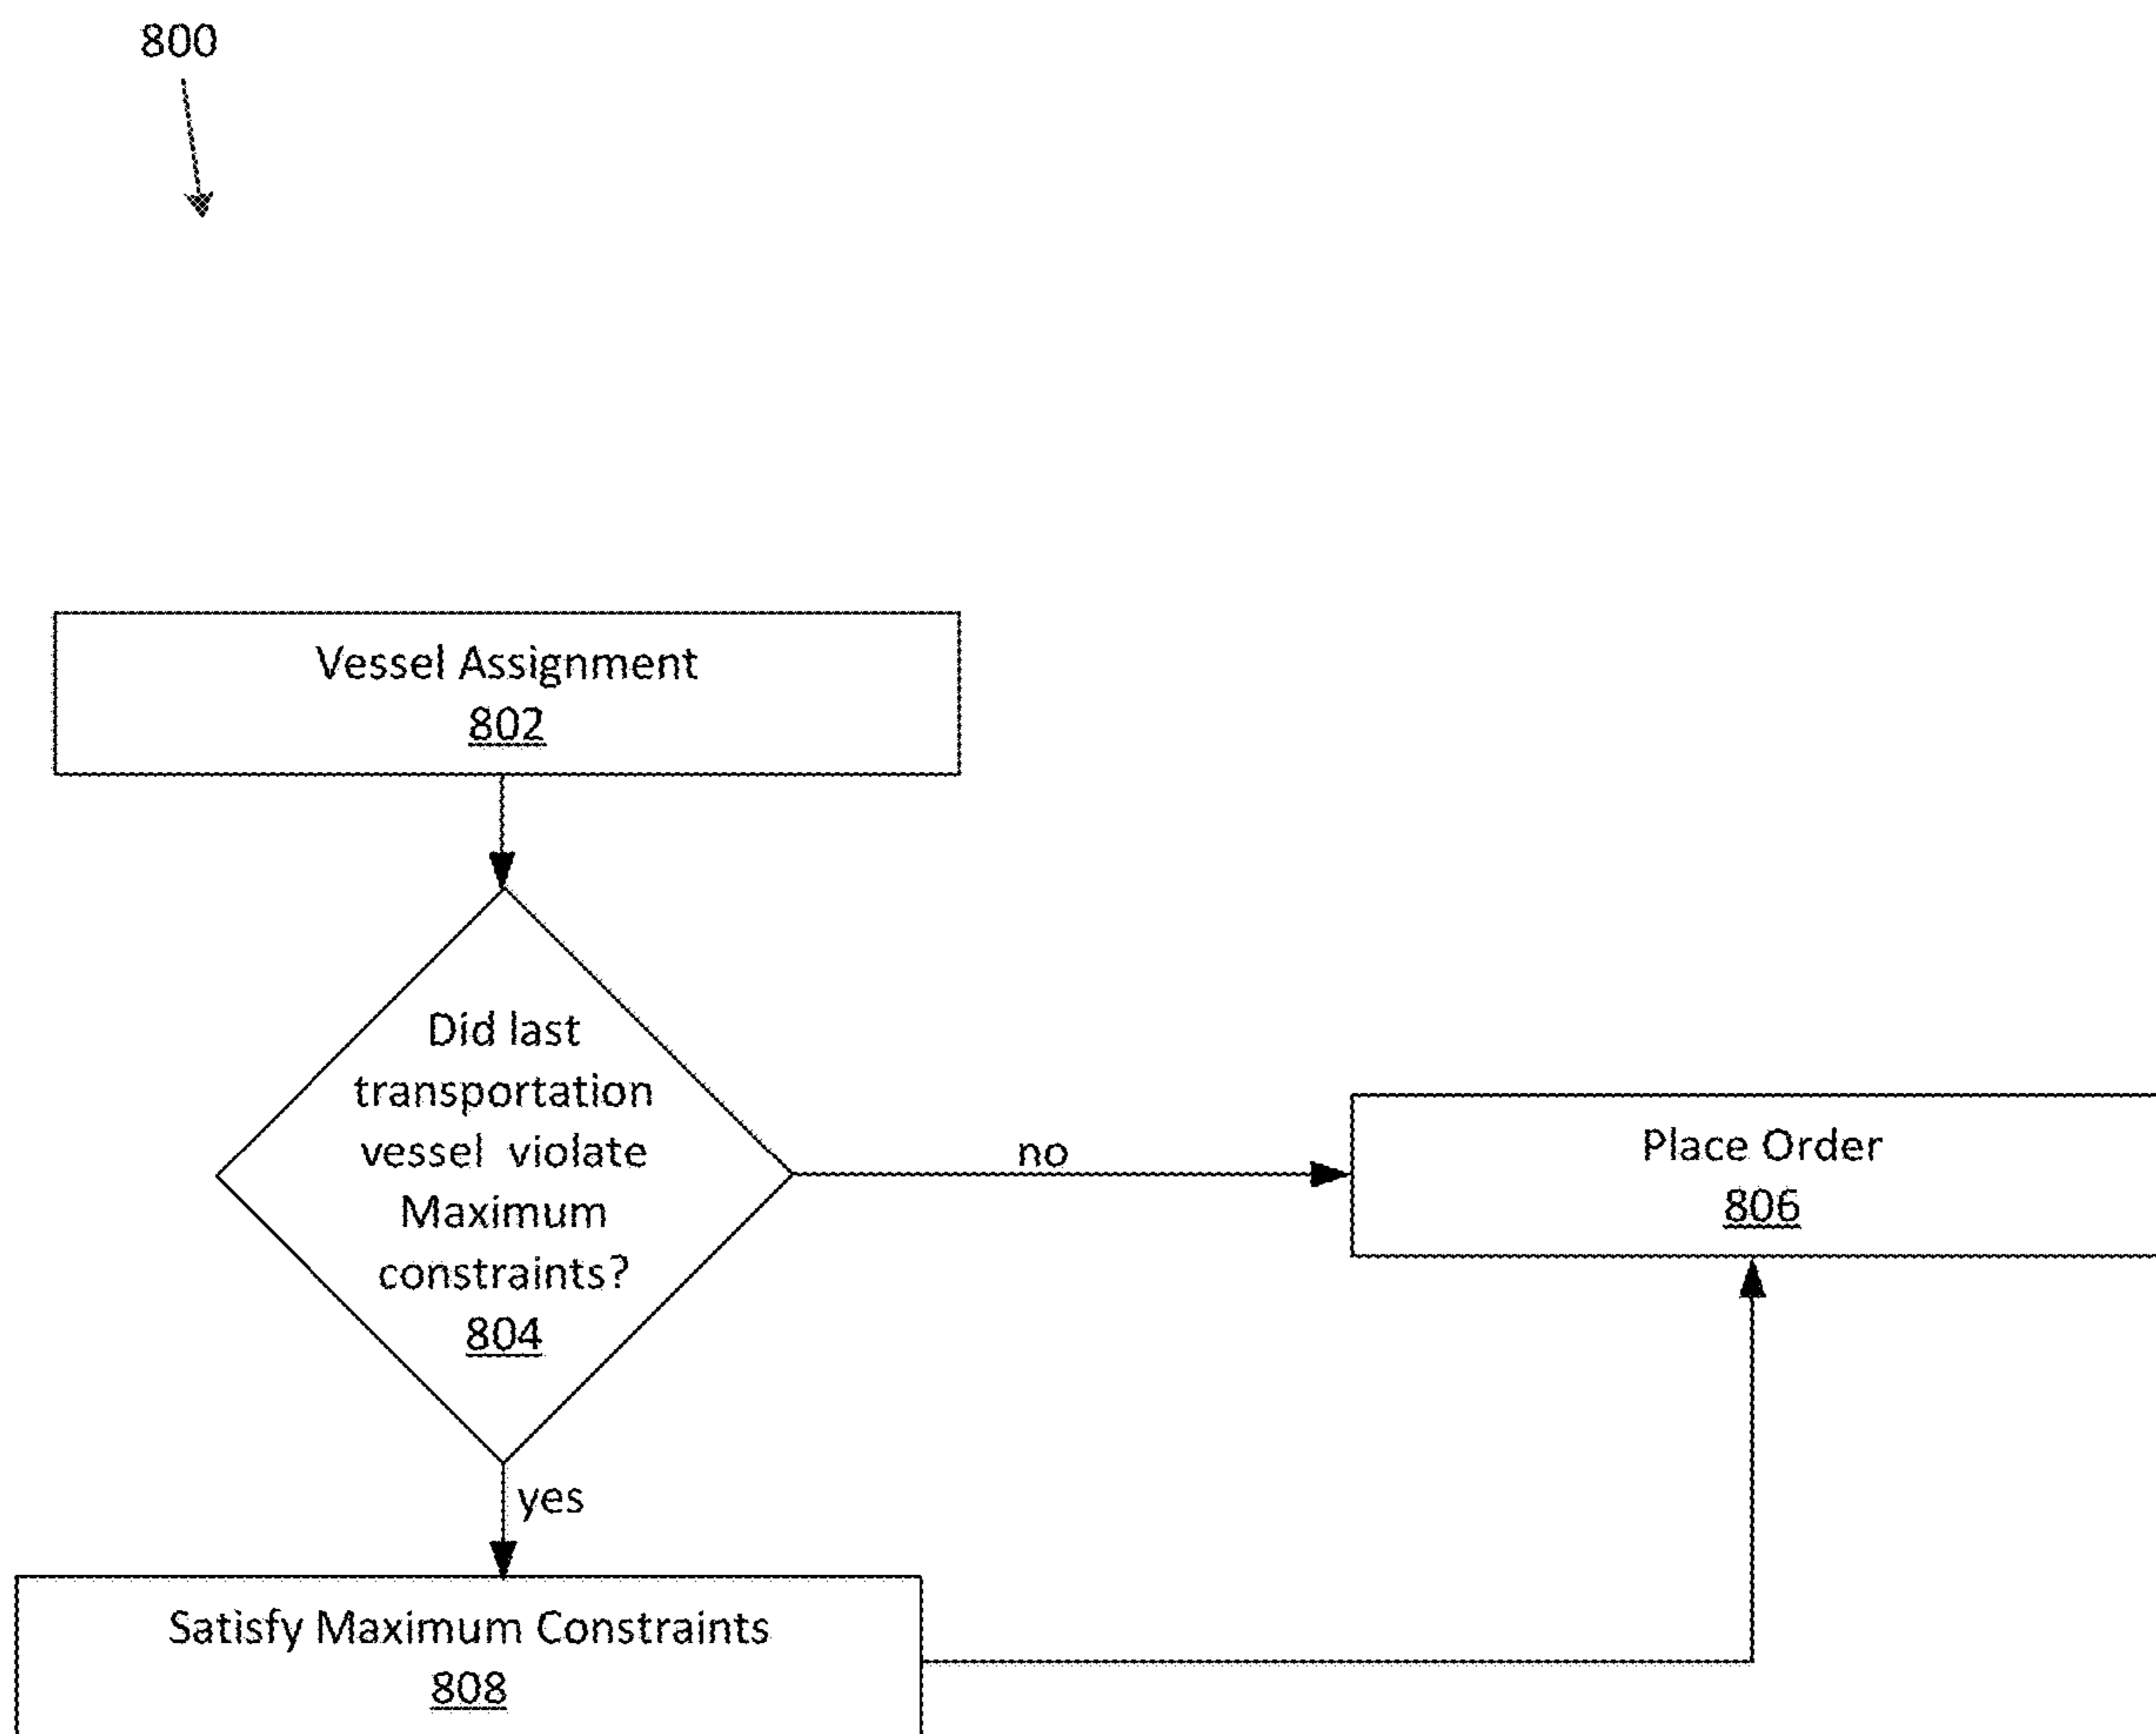 800
Vessel Assignment
802
Did last
transportation
vessel violate
Maximum
constraints?
804
no
Place Order
806
yes
Satisfy Maximum Constraints
808